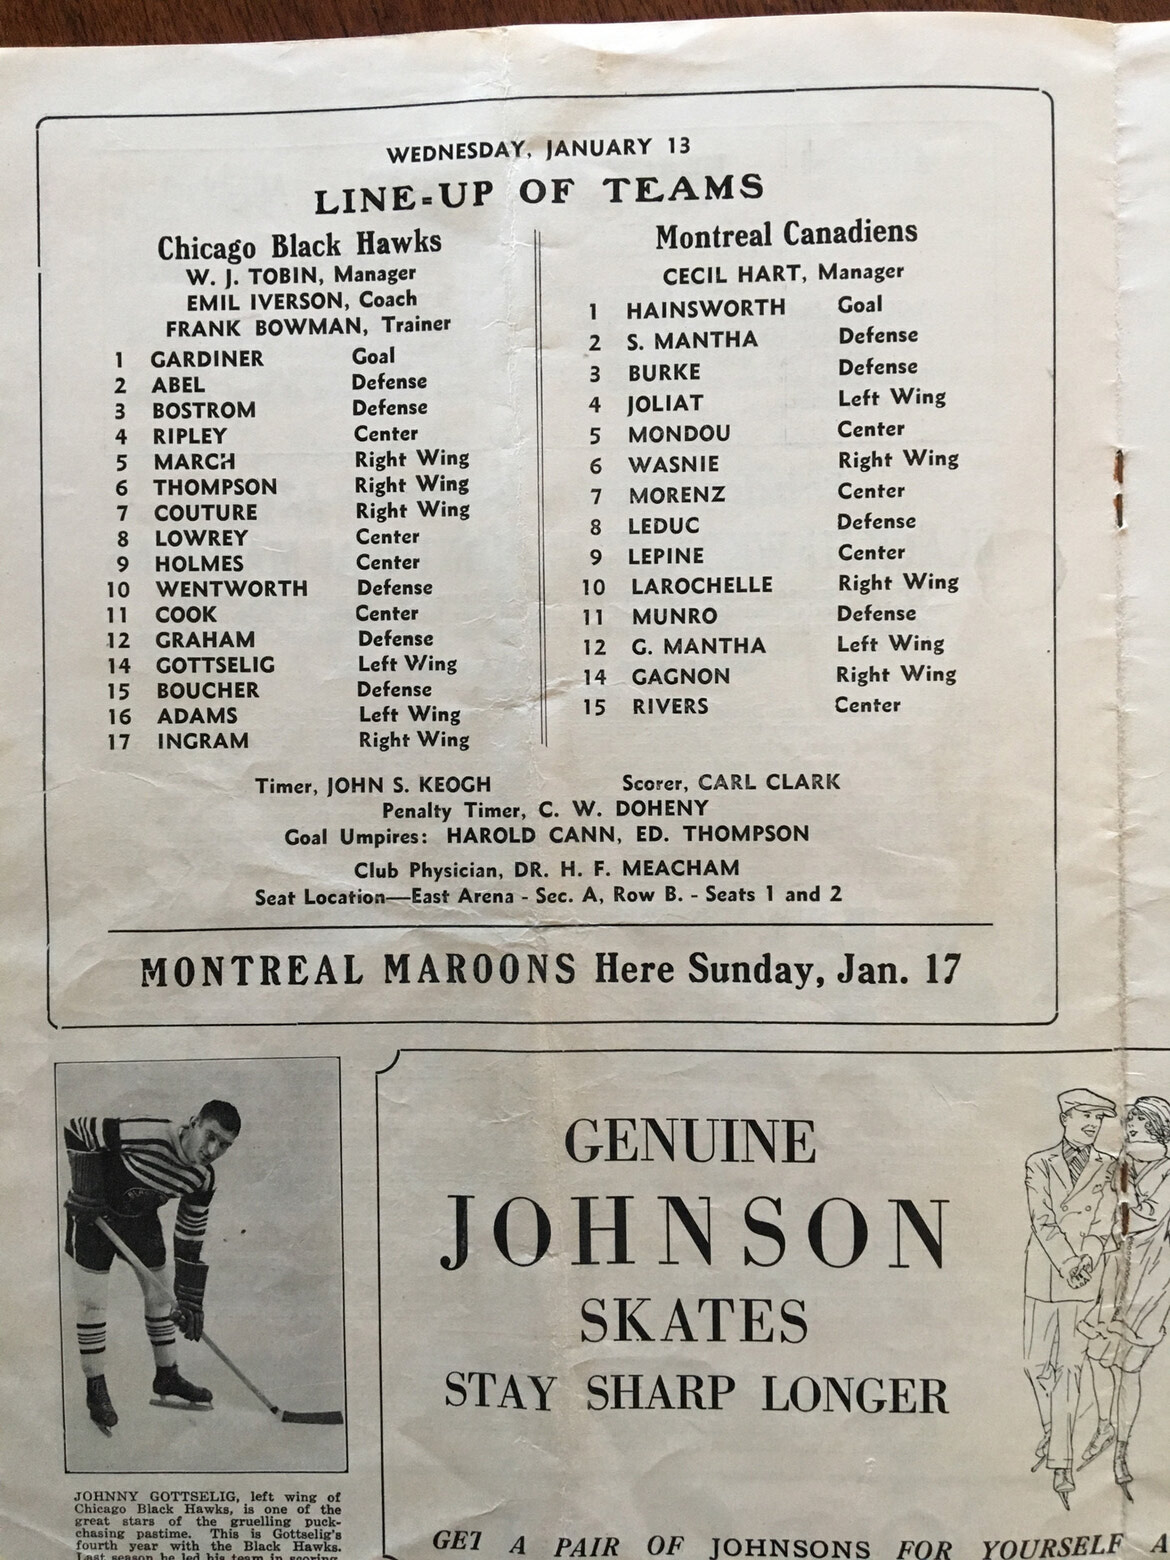 WEDNESDAY, JANUARY 13
LINE-UP OF TEAMS
Chicago Black Hawks
W. J. TOBIN, Manager
EMIL IVERSON, Coach
FRANK BOWMAN, Trainer
1 GARDINER Goal
2 ABEL Defense
3 BOSTROM Defense
4 RIPLEY Center
5 MARCH Right Wing
6 THOMPSON Right Wing
7 COUTURE Right Wing
8 LOWREY Center
9 HOLMES Center
10 WENTWORTH Defense
11 COOK Center
12 GRAHAM Defense
14 GOTTSELIG Left Wing
15 BOUCHER Defense
16 ADAMS Left Wing
17 INGRAM Right Wing
Montreal Canadiens
CECIL HART, Manager
1 HAINSWORTH Goal
2 S. MANTHA Defense
3 BURKE Defense
4 JOLIAT Left Wing
5 MONDOU Center
6 WASNIE Right Wing
7 MORENZ Center
8 LEDUC Defense
9 LEPINE Center
10 LAROCHELLE Right Wing
11 MUNRO Defense
12 G. MANTHA Left Wing
14 GAGNON Right Wing
15 RIVERS Center
Timer, JOHN S. KEOGH Scorer, CARL CLARK
Penalty Timer, C. W. DOHENY
Goal Umpires: HAROLD CANN, ED. THOMPSON
Club Physician, DR. H. F. MEACHAM
Seat Location—East Arena - Sec. A, Row B. - Seats 1 and 2
MONTREAL MAROONS Here Sunday, Jan. 17
JOHNNY GOTTSELIG, left wing of
Chicago Black Hawks, is one of the
great stars of the gruelling puck-
chasing pastime. This is Gottselig's
fourth year with the Black Hawks.
Last season he led his team in scoring,
GENUINE
JOHNSON
SKATES
STAY SHARP LONGER
GET A PAIR OF JOHNSONS FOR YOURSELF